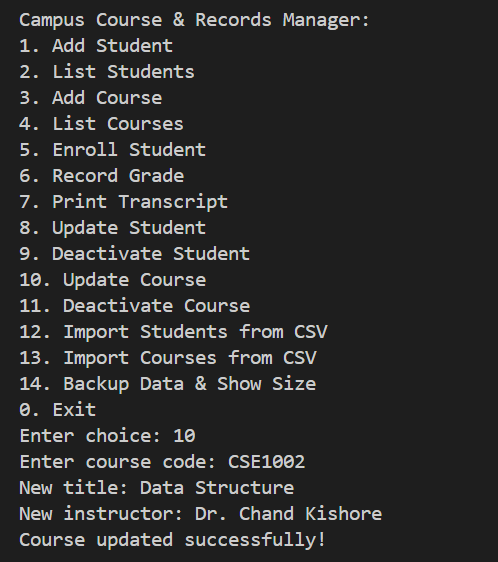 Campus Course & Records Manager:
1. Add Student
2. List Students
3. Add Course
4. List Courses
5. Enroll Student
6. Record Grade
7. Print Transcript
8. Update Student
9. Deactivate Student
10. Update Course
11. Deactivate Course
12. Import Students from CSV
13. Import Courses from CSV
14. Backup Data & Show Size
0. Exit
Enter choice: 10
Enter course code: CSE1002
New title: Data Structure
New instructor: Dr. Chand Kishore
Course updated successfully!